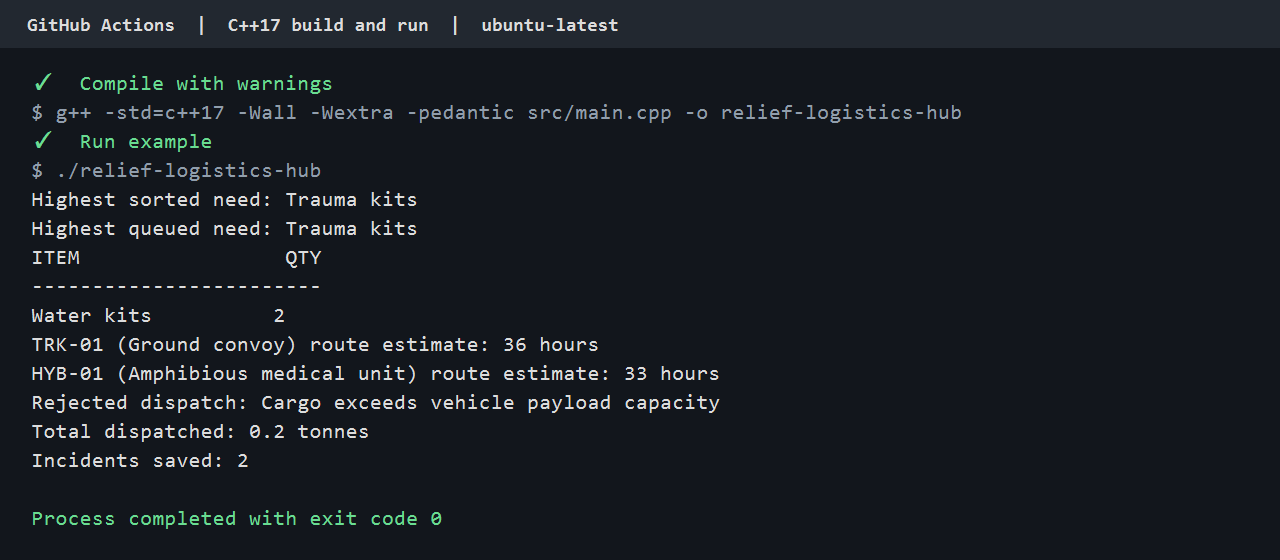 GitHub Actions | C++17 build and run | ubuntu-latest
✓ Compile with warnings
$ g++ -std=c++17 -Wall -Wextra -pedantic src/main.cpp -o relief-logistics-hub
✓ Run example
$ ./relief-logistics-hub
Highest sorted need: Trauma kits
Highest queued need: Trauma kits
ITEM                 QTY
------------------------
Water kits          2
TRK-01 (Ground convoy) route estimate: 36 hours
HYB-01 (Amphibious medical unit) route estimate: 33 hours
Rejected dispatch: Cargo exceeds vehicle payload capacity
Total dispatched: 0.2 tonnes
Incidents saved: 2
Process completed with exit code 0